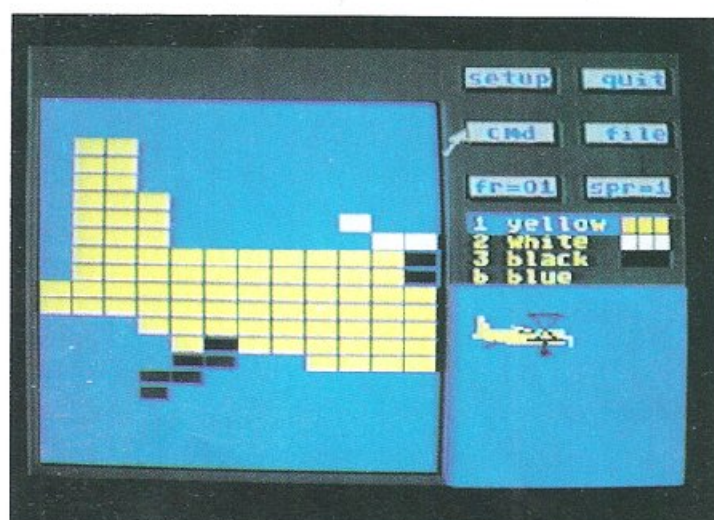 setup quit
cmd file
fr=01 spr=1
1 yellow
2 white
3 black
b blue